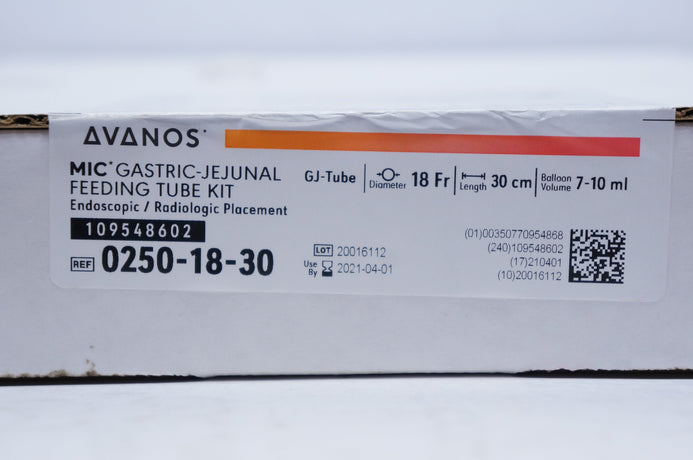 AVANOS*
MIC* GASTRIC-JEJUNAL
FEEDING TUBE KIT
Endoscopic / Radiologic Placement
109548602
REF 0250-18-30
GJ-Tube
Diameter 18 Fr
Length 30 cm
Balloon
Volume 7-10 ml
LOT 20016112
Use
By 2021-04-01
(01)00350770954868
(240)109548602
(17)210401
(10)20016112